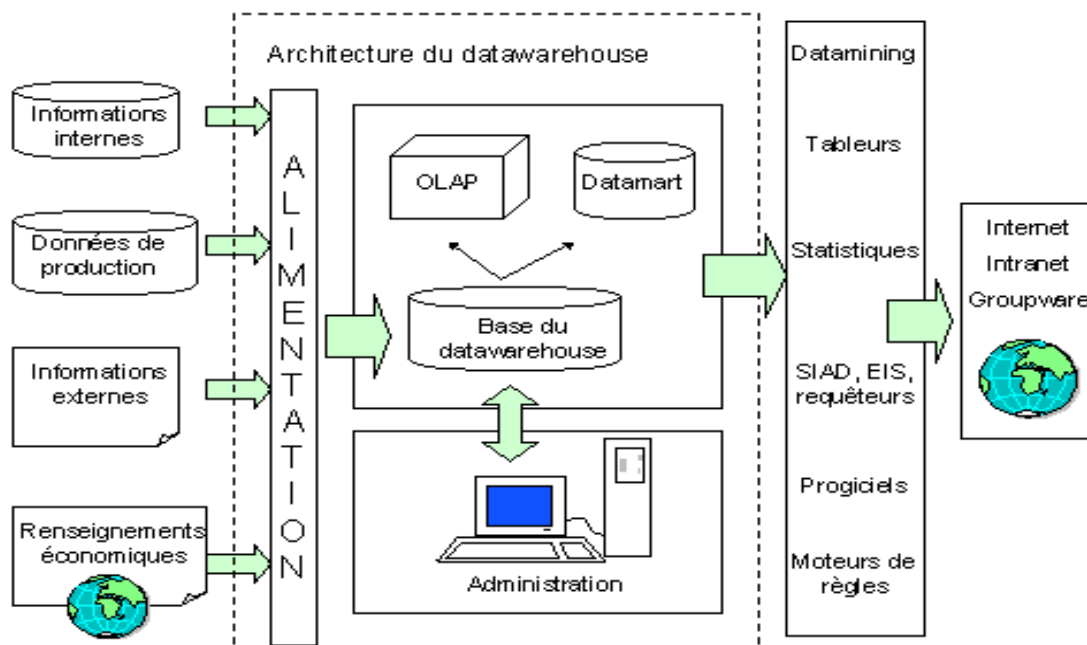 Architecture du datawarehouse
Informations
internes
Données de
production
Informations
externes
Renseignements
économiques
ALIMENTATION
OLAP
Datamart
Base du
datawarehouse
Administration
Datamining
Tableurs
Statistiques
SIAD, EIS,
requêteurs
Progiciels
Moteurs de
règles
Internet
Intranet
Groupware